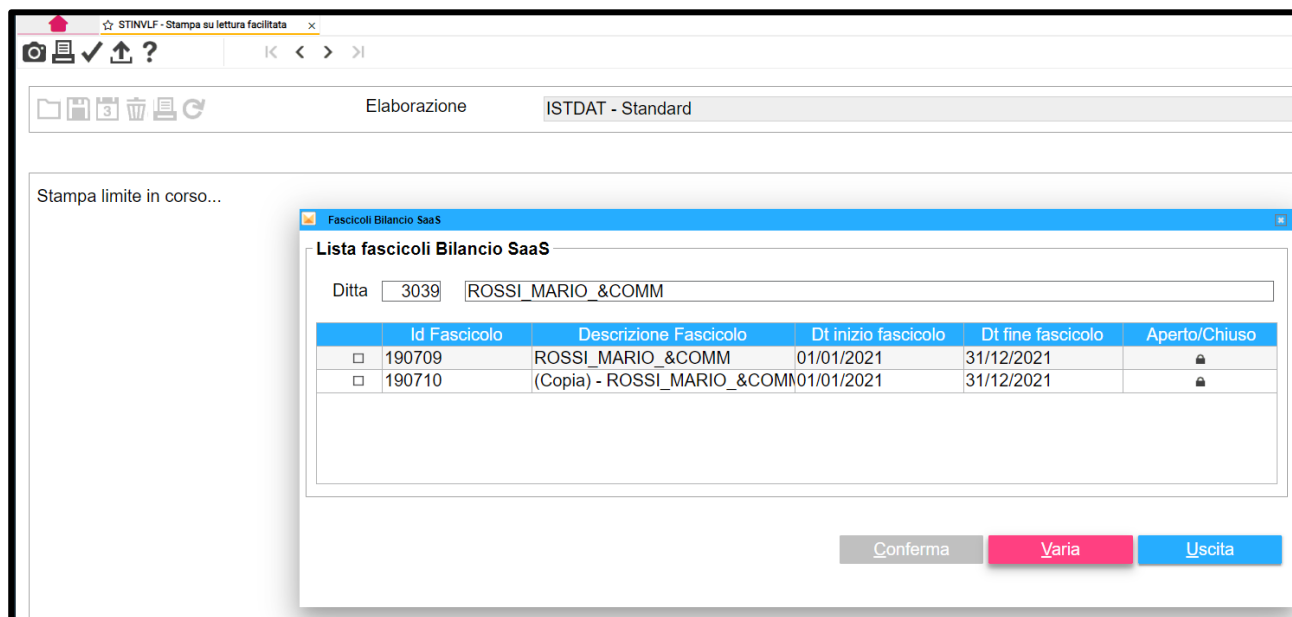 STINVLF - Stampa su lettura facilitata
Elaborazione ISTDAT - Standard
3
Stampa limite in corso...
Fascicoli Bilancio SaaS
Lista fascicoli Bilancio SaaS
Ditta 3039 ROSSI_MARIO_&COMM
Id Fascicolo Descrizione Fascicolo Dt inizio fascicolo Dt fine fascicolo Aperto/Chiuso
190709 ROSSI_MARIO_&COMM 01/01/2021 31/12/2021
190710 (Copia) - ROSSI_MARIO_&COMM 01/01/2021 31/12/2021
Conferma Varia Uscita